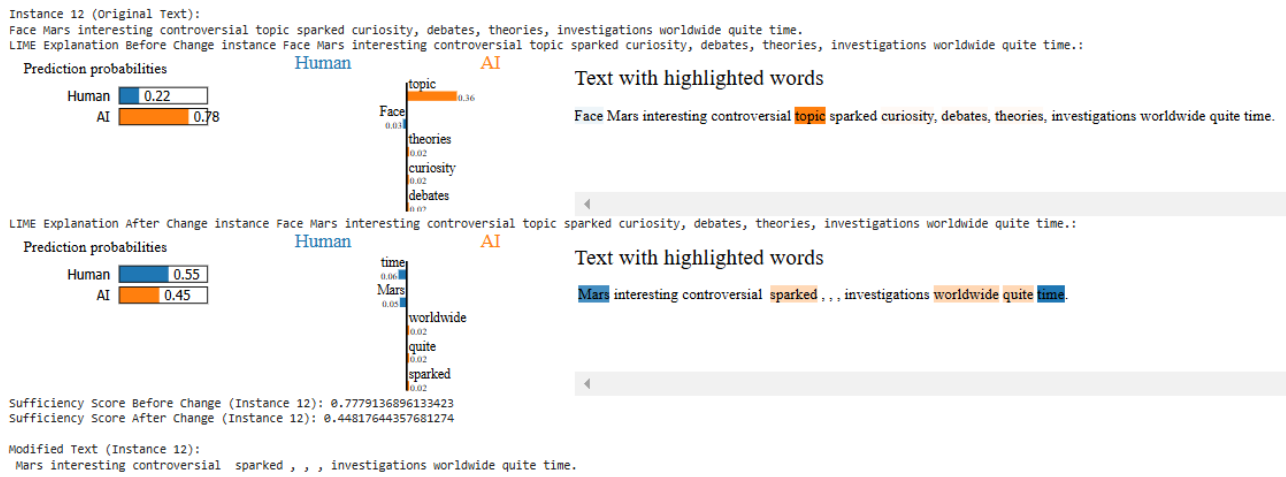 Instance 12 (Original Text):
Face Mars interesting controversial topic sparked curiosity, debates, theories, investigations worldwide quite time.
LIME Explanation Before Change instance Face Mars interesting controversial topic sparked curiosity, debates, theories, investigations worldwide quite time.:
Prediction probabilities
Human 0.22
AI 0.78
Human AI
topic
0.36
Face
0.03
theories
0.02
curiosity
0.02
debates
0.02
Text with highlighted words
Face Mars interesting controversial topic sparked curiosity, debates, theories, investigations worldwide quite time.
LIME Explanation After Change instance Face Mars interesting controversial topic sparked curiosity, debates, theories, investigations worldwide quite time.:
Prediction probabilities
Human 0.55
AI 0.45
Human AI
time
0.06
Mars
0.05
worldwide
0.02
quite
0.02
sparked
0.02
Text with highlighted words
Mars interesting controversial sparked , , , investigations worldwide quite time.
Sufficiency Score Before Change (Instance 12): 0.7779136896133423
Sufficiency Score After Change (Instance 12): 0.44817644357681274
Modified Text (Instance 12):
Mars interesting controversial  sparked , , , investigations worldwide quite time.